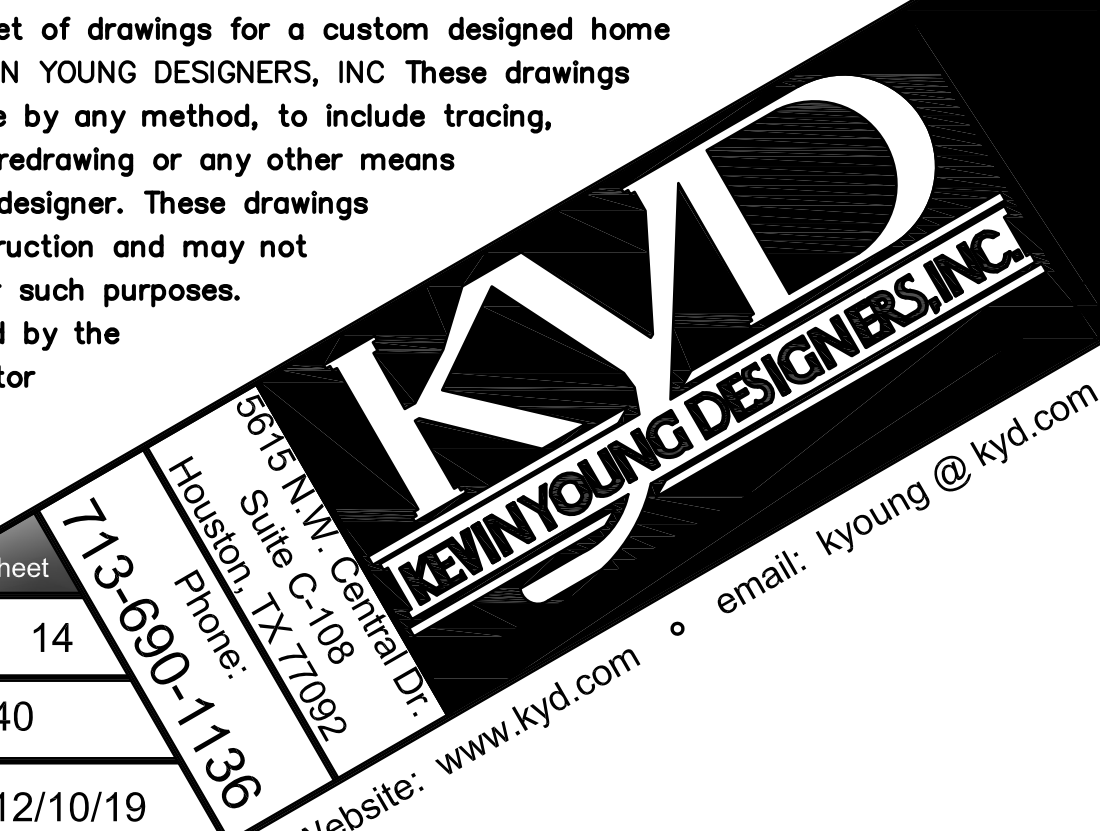 et of drawings for a custom designed home
N YOUNG DESIGNERS, INC These drawings
e by any method, to include tracing,
redrawing or any other means
designer. These drawings
ruction and may not
r such purposes.
d by the
tor
KYD
KEVIN YOUNG DESIGNERS, INC.
5615 N.W. Central Dr.
Suite C-108
Houston, TX 77092
Phone:
713-690-1136
heet
14
40
12/10/19
ebsite: www.kyd.com ∘ email: kyoung @ kyd.com